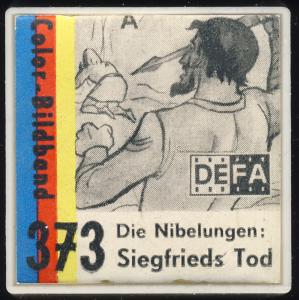 A
Color-Bildband
DEFA
373
Die Nibelungen:
Siegfrieds Tod